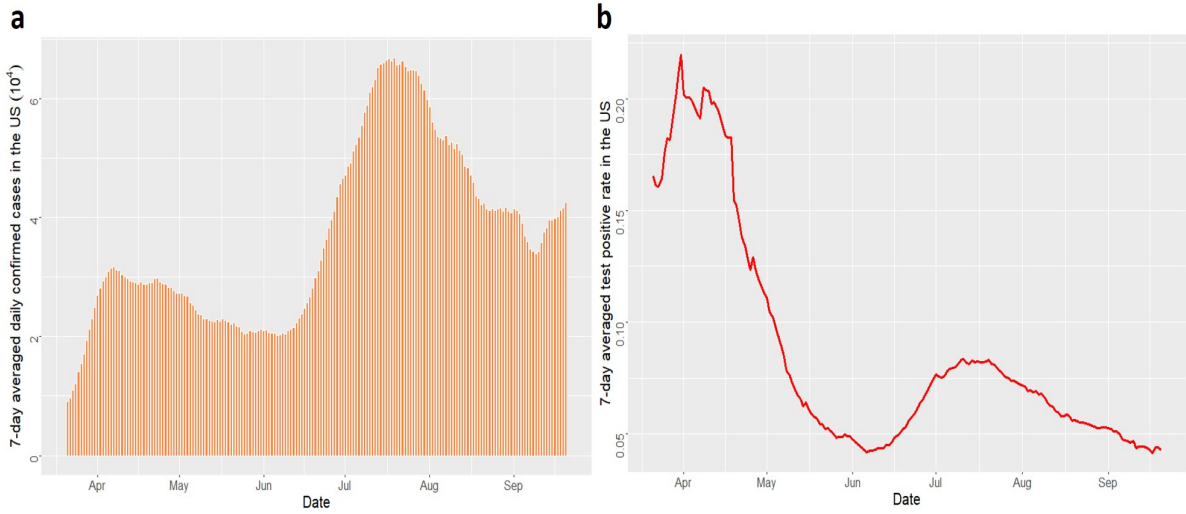 a
7-day averaged daily confirmed cases in the US (10⁴)
6
4
2
0
Apr May Jun Jul Aug Sep
Date
b
7-day averaged test positive rate in the US
0.20
0.15
0.10
0.05
Apr May Jun Jul Aug Sep
Date